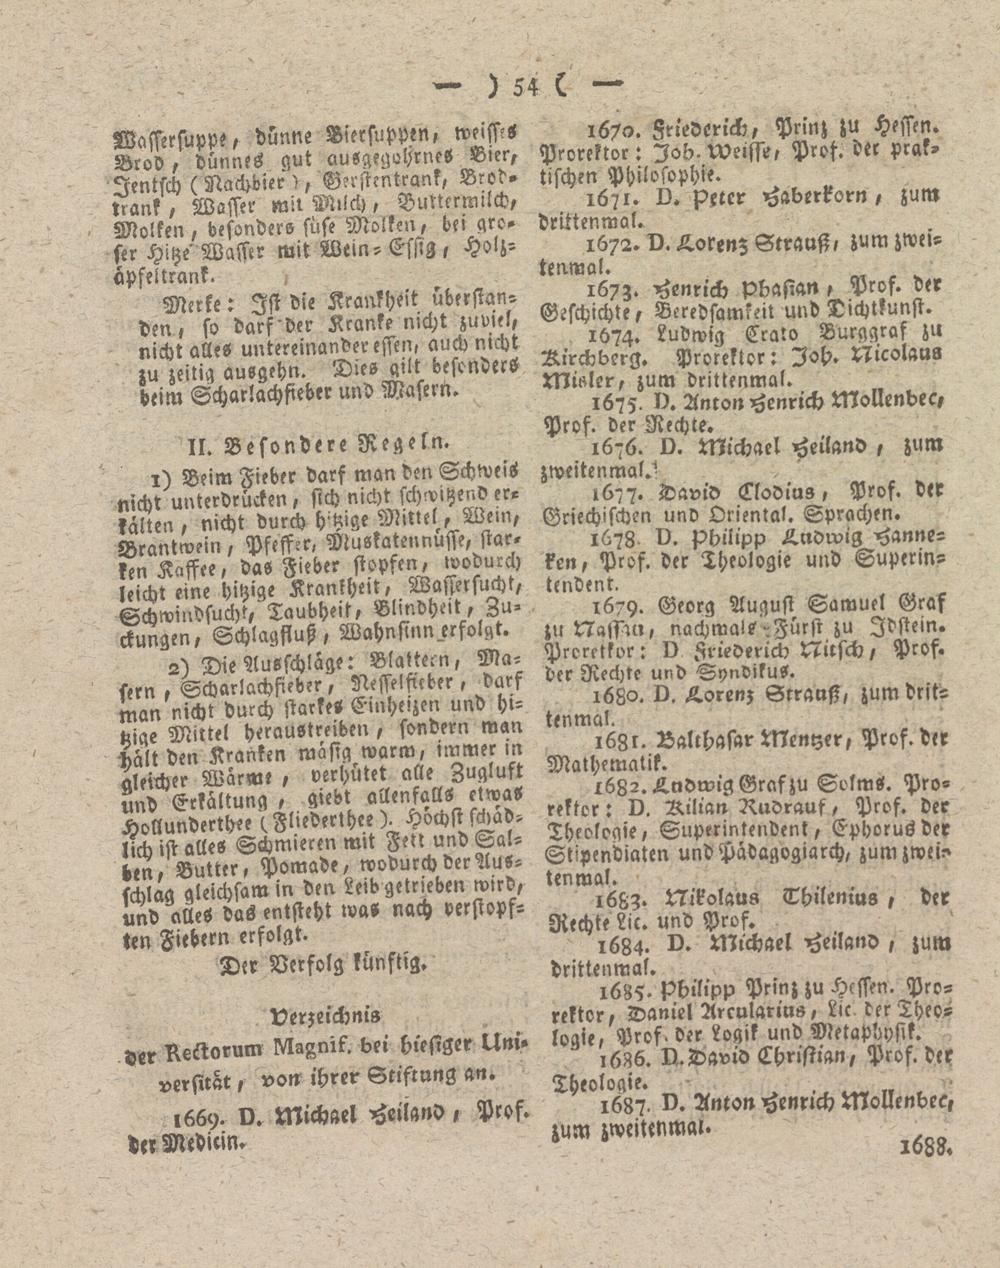 — ) 54 ( —
Wassersuppe, dünne Biersuppen, weisses
Brod, dünnes gut ausgegohrnes Bier,
Jentsch (Nachbier), Gerstentrank, Brod-
trank, Wasser mit Milch, Buttermilch,
Molken, besonders süse Molken, bei gro-
ser Hitze Wasser mit Wein-Essig, Holz-
äpfeltrank.
Merke: Ist die Krankheit überstan-
den, so darf der Kranke nicht zuviel,
nicht alles untereinander essen, auch nicht
zu zeitig ausgehn. Dies gilt besonders
beim Scharlachfieber und Masern.
II. Besondere Regeln.
1) Beim Fieber darf man den Schweis
nicht unterdrücken, sich nicht schwitzend er-
kälten, nicht durch hitzige Mittel, Wein,
Brantwein, Pfeffer, Muskatennüsse, star-
ken Kaffee, das Fieber stopfen, wodurch
leicht eine hitzige Krankheit, Wassersucht,
Schwindsucht, Taubheit, Blindheit, Zu-
ckungen, Schlagfluß, Wahnsinn erfolgt.
2) Die Ausschläge: Blattern, Ma-
sern, Scharlachfieber, Nesselfieber, darf
man nicht durch starkes Einheizen und hi-
tzige Mittel heraustreiben, sondern man
hält den Kranken mäsig warm, immer in
gleicher Wärme, verhütet alle Zugluft
und Erkältung, giebt allenfalls etwas
Hollunderthee (Fliederthee). Höchst schäd-
lich ist alles Schmieren mit Fett und Sal-
ben, Butter, Pomade, wodurch der Aus-
schlag gleichsam in den Leib getrieben wird,
und alles das entsteht was nach verstopf-
ten Fiebern erfolgt.
Der Verfolg künftig.
Verzeichnis
der Rectorum Magnif. bei hiesiger Uni-
versität, von ihrer Stiftung an.
1669. D. Michael Heiland, Prof.
der Medicin.
1670. Friederich, Prinz zu Hessen.
Prorektor: Joh. Weisse, Prof. der prak-
tischen Philosophie.
1671. D. Peter Haberkorn, zum
drittenmal.
1672. D. Lorenz Strauß, zum zwei-
tenmal.
1673. Henrich Phasian, Prof. der
Geschichte, Beredsamkeit und Dichtkunst.
1674. Ludwig Crato Burggraf zu
Kirchberg. Prorektor: Joh. Nicolaus
Misler, zum drittenmal.
1675. D. Anton Henrich Mollenbec,
Prof. der Rechte.
1676. D. Michael Heiland, zum
zweitenmal.
1677. David Clodius, Prof. der
Griechischen und Oriental. Sprachen.
1678. D. Philipp Ludwig Hanne-
ken, Prof. der Theologie und Superin-
tendent.
1679. Georg August Samuel Graf
zu Nassau, nachmals Fürst zu Idstein.
Proretkor: D. Friederich Nitsch, Prof.
der Rechte und Syndikus.
1680. D. Lorenz Strauß, zum drit-
tenmal.
1681. Balthasar Mentzer, Prof. der
Mathematik.
1682. Ludwig Graf zu Solms. Pro-
rektor: D. Kilian Rudrauf, Prof. der
Theologie, Superintendent, Ephorus der
Stipendiaten und Pädagogiarch, zum zwei-
tenmal.
1683. Nikolaus Thilenius, der
Rechte Lic. und Prof.
1684. D. Michael Heiland, zum
drittenmal.
1685. Philipp Prinz zu Hessen. Pro-
rektor, Daniel Arcularius, Lic. der Theo-
logie, Prof. der Logik und Metaphysik.
1686. D. David Christian, Prof. der
Theologie.
1687. D. Anton Henrich Mollenbec,
zum zweitenmal.
1688.